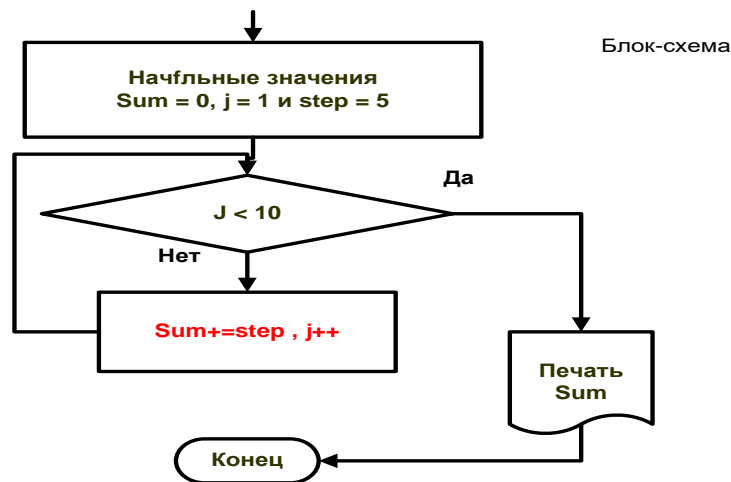 Блок-схема
Начfльные значения
Sum = 0, j = 1 и step = 5
Да
J < 10
Нет
Sum+=step , j++
Печать
Sum
Конец